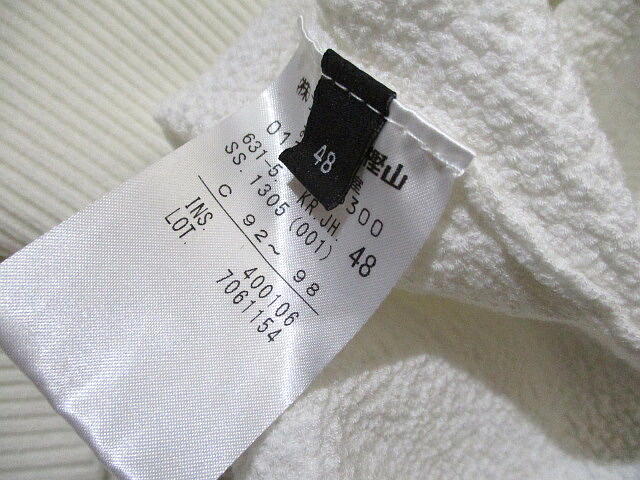 48
㈱
樫山
D1
300
631-5. KR.JH.
SS. 1305 (001) 48
C 92~ 98
INS. 400106
LOT. 7061154